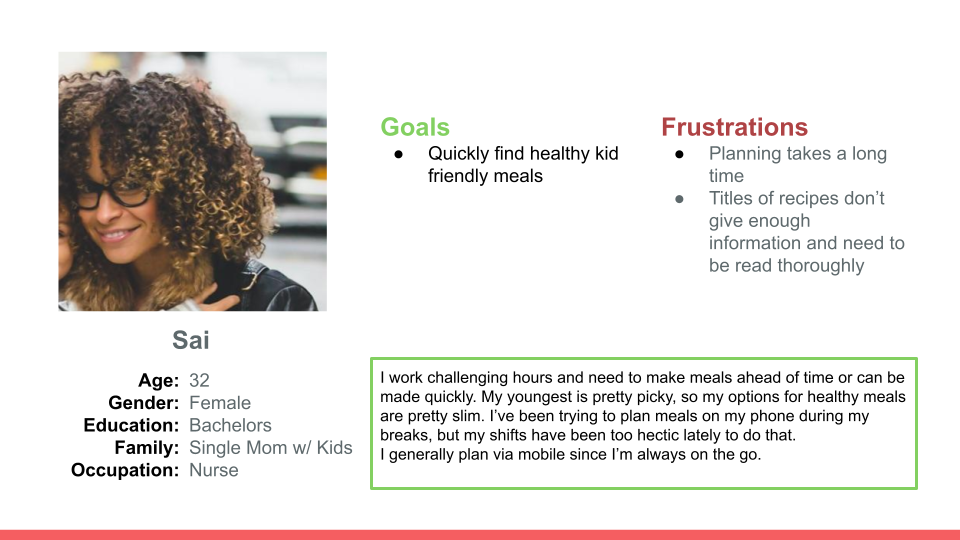 Goals
● Quickly find healthy kid
friendly meals
Frustrations
● Planning takes a long
time
● Titles of recipes don’t
give enough
information and need to
be read thoroughly
Sai
Age: 32
Gender: Female
Education: Bachelors
Family: Single Mom w/ Kids
Occupation: Nurse
I work challenging hours and need to make meals ahead of time or can be
made quickly. My youngest is pretty picky, so my options for healthy meals
are pretty slim. I’ve been trying to plan meals on my phone during my
breaks, but my shifts have been too hectic lately to do that.
I generally plan via mobile since I’m always on the go.